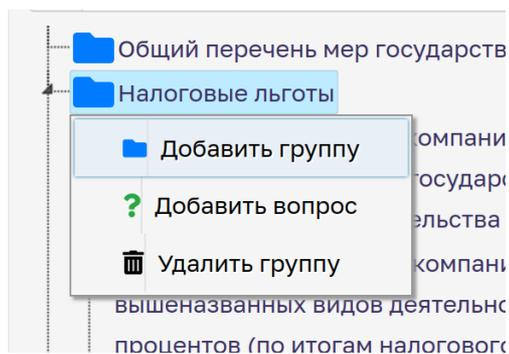 Общий перечень мер государств
Налоговые льготы
Добавить группу
компани
государ
Добавить вопрос
ельства
Удалить группу
компани
вышеназванных видов деятельно
процентов (по итогам налогового